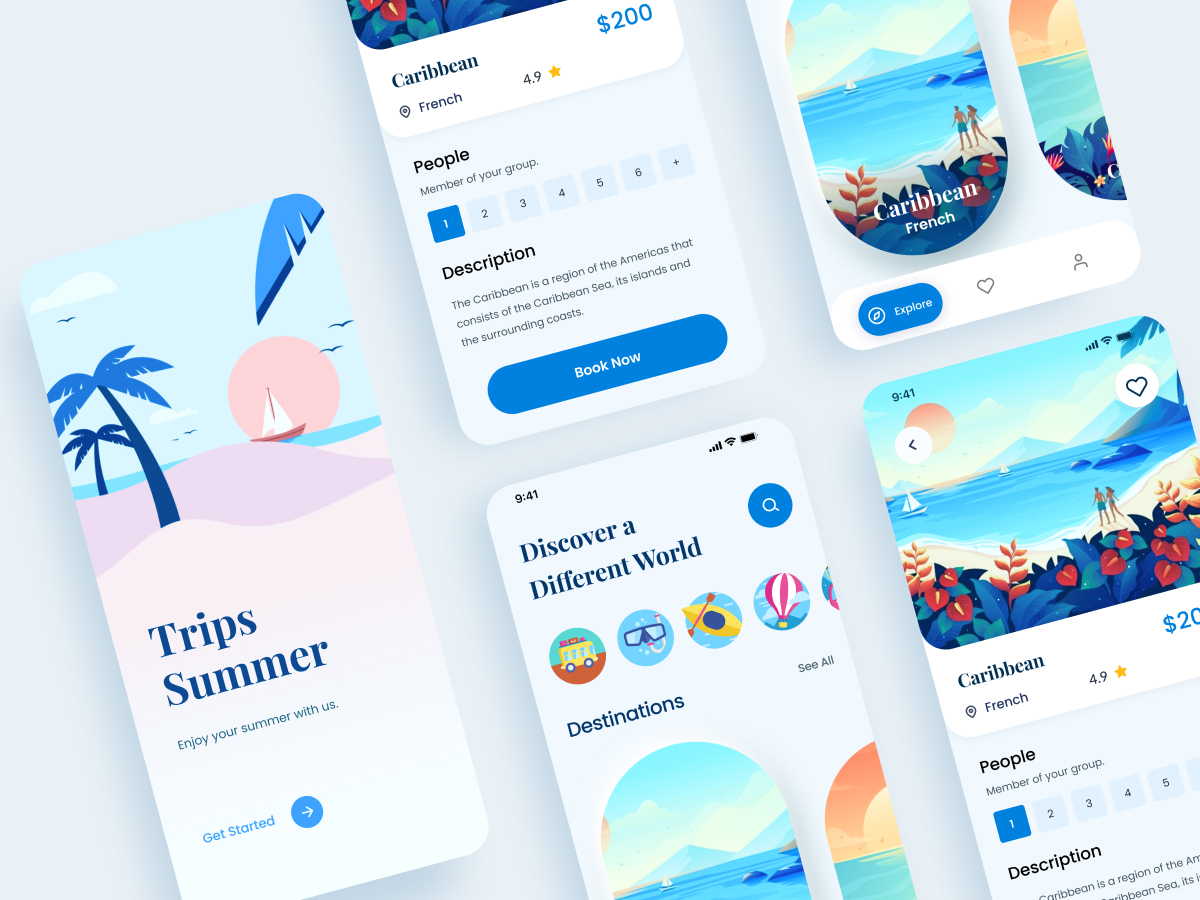 Trips
Summer
Enjoy your summer with us.
Get Started
$200
Caribbean
4.9
French
People
Member of your group.
1 2 3 4 5 6 +
Description
The Caribbean is a region of the Americas that
consists of the Caribbean Sea, its islands and
the surrounding coasts.
Book Now
9:41
Discover a
Different World
See All
Destinations
Caribbean
French
Explore
9:41
Caribbean
4.9
French
People
Member of your group.
1 2 3 4 5
Description
Caribbean is a region of the
Caribbean Sea, its